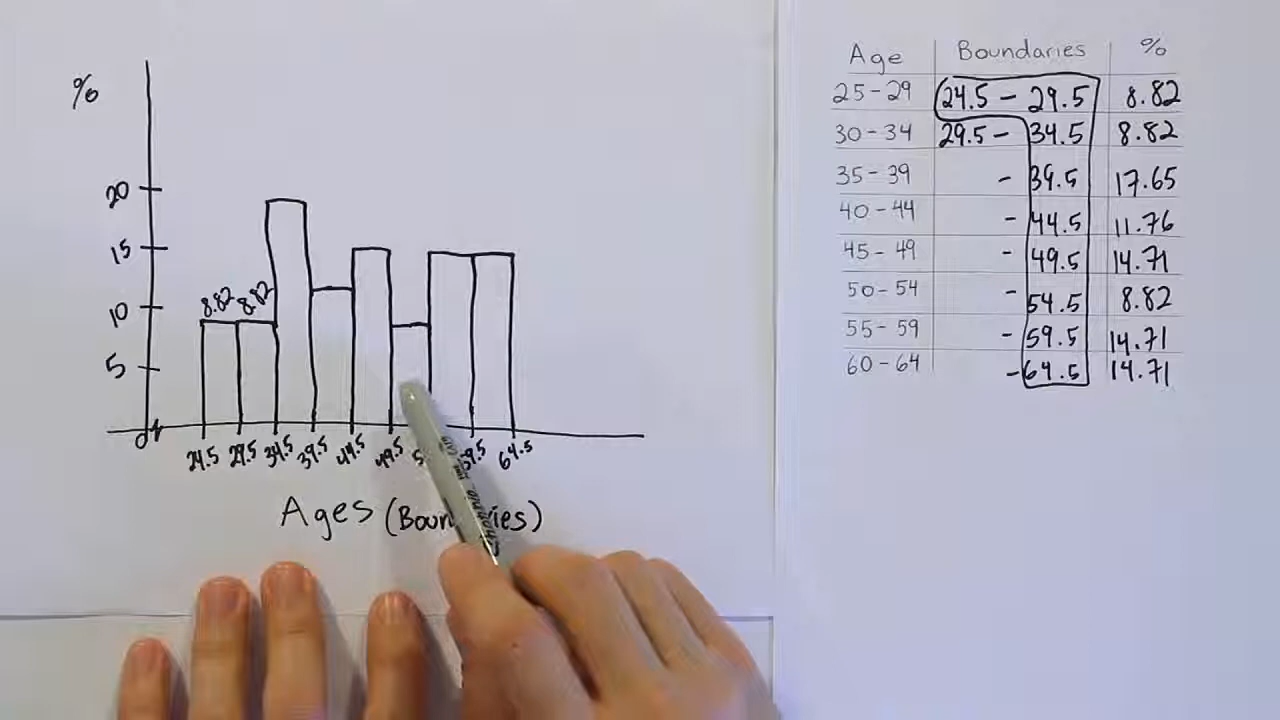 %
20
15
10
5
0
8.82 8.82
24.5 29.5 34.5 39.5 44.5 49.5 59.5 64.5
Ages
Age Boundaries %
25-29 24.5 - 29.5 8.82
30-34 29.5 - 34.5 8.82
35-39 - 39.5 17.65
40-44 - 44.5 11.76
45-49 - 49.5 14.71
50-54 - 54.5 8.82
55-59 - 59.5 14.71
60-64 - 64.5 14.71